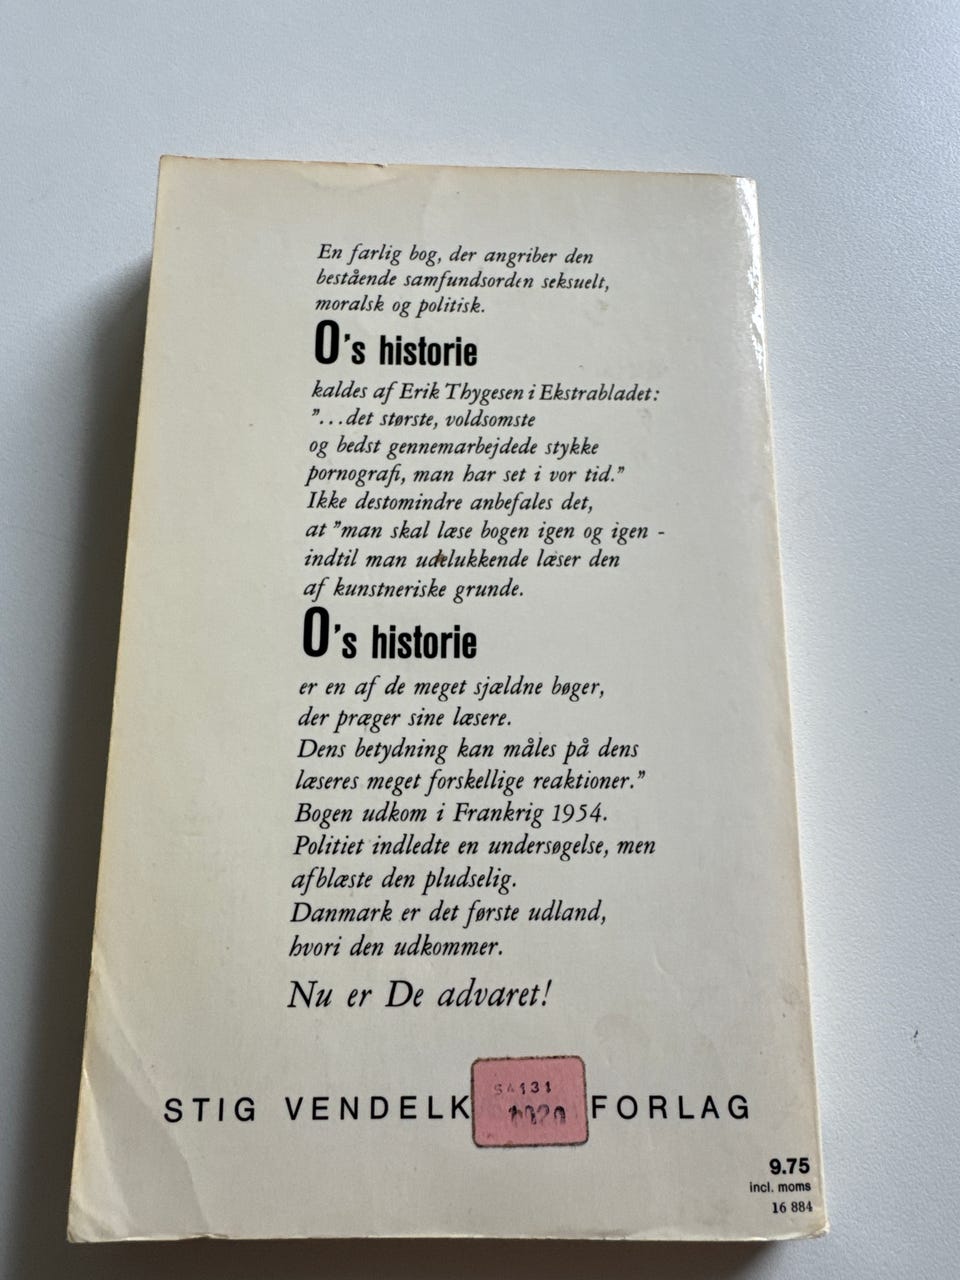 En farlig bog, der angriber den
bestående samfundsorden seksuelt,
moralsk og politisk.
O's historie
kaldes af Erik Thygesen i Ekstrabladet:
"...det største, voldsomste
og bedst gennemarbejdede stykke
pornografi, man har set i vor tid."
Ikke destomindre anbefales det,
at "man skal læse bogen igen og igen -
indtil man udelukkende læser den
af kunstneriske grunde.
O's historie
er en af de meget sjældne bøger,
der præger sine læsere.
Dens betydning kan måles på dens
læseres meget forskellige reaktioner."
Bogen udkom i Frankrig 1954.
Politiet indledte en undersøgelse, men
afblæste den pludselig.
Danmark er det første udland,
hvori den udkommer.
Nu er De advaret!
SA131
STIG VENDELK FORLAG
9.75
incl. moms
16 884